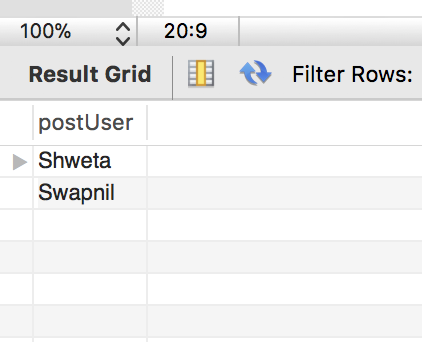 100% 20:9
Result Grid Filter Rows:
postUser
Shweta
Swapnil